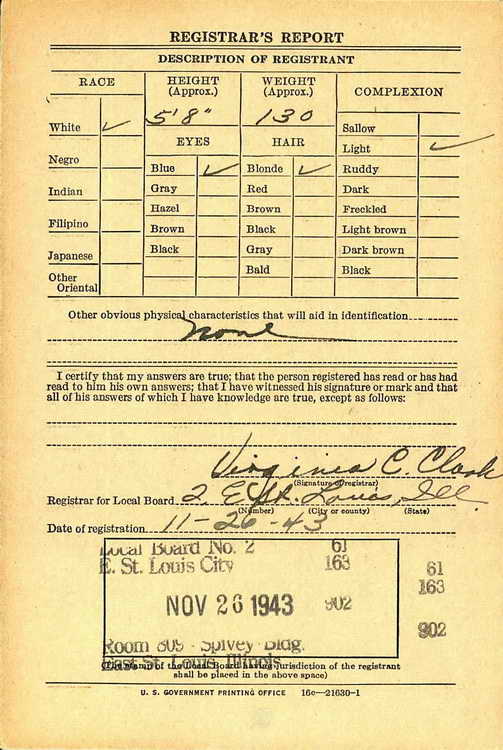 REGISTRAR'S REPORT
DESCRIPTION OF REGISTRANT
RACE
HEIGHT (Approx.)
WEIGHT (Approx.)
COMPLEXION
5'8"
130
White ✓
Negro
Indian
Filipino
Japanese
Other Oriental
EYES
Blue ✓
Gray
Hazel
Brown
Black
HAIR
Blonde ✓
Red
Brown
Black
Gray
Bald
Sallow
Light ✓
Ruddy
Dark
Freckled
Light brown
Dark brown
Black
Other obvious physical characteristics that will aid in identification
None
I certify that my answers are true; that the person registered has read or has had
read to him his own answers; that I have witnessed his signature or mark and that
all of his answers of which I have knowledge are true, except as follows:
Virginia C. Clark
(Signature of registrar)
Registrar for Local Board 2 E. St. Louis, Ill.
(Number) (City or county) (State)
Date of registration 11-26-43
Local Board No. 2 61
E. St. Louis City 163
61
163
NOV 26 1943 902
902
Room 809 - Spivey Bldg.
East St. Louis, Illinois
(The stamp of the Local Board having jurisdiction of the registrant
shall be placed in the above space)
U. S. GOVERNMENT PRINTING OFFICE 16c—21630-1